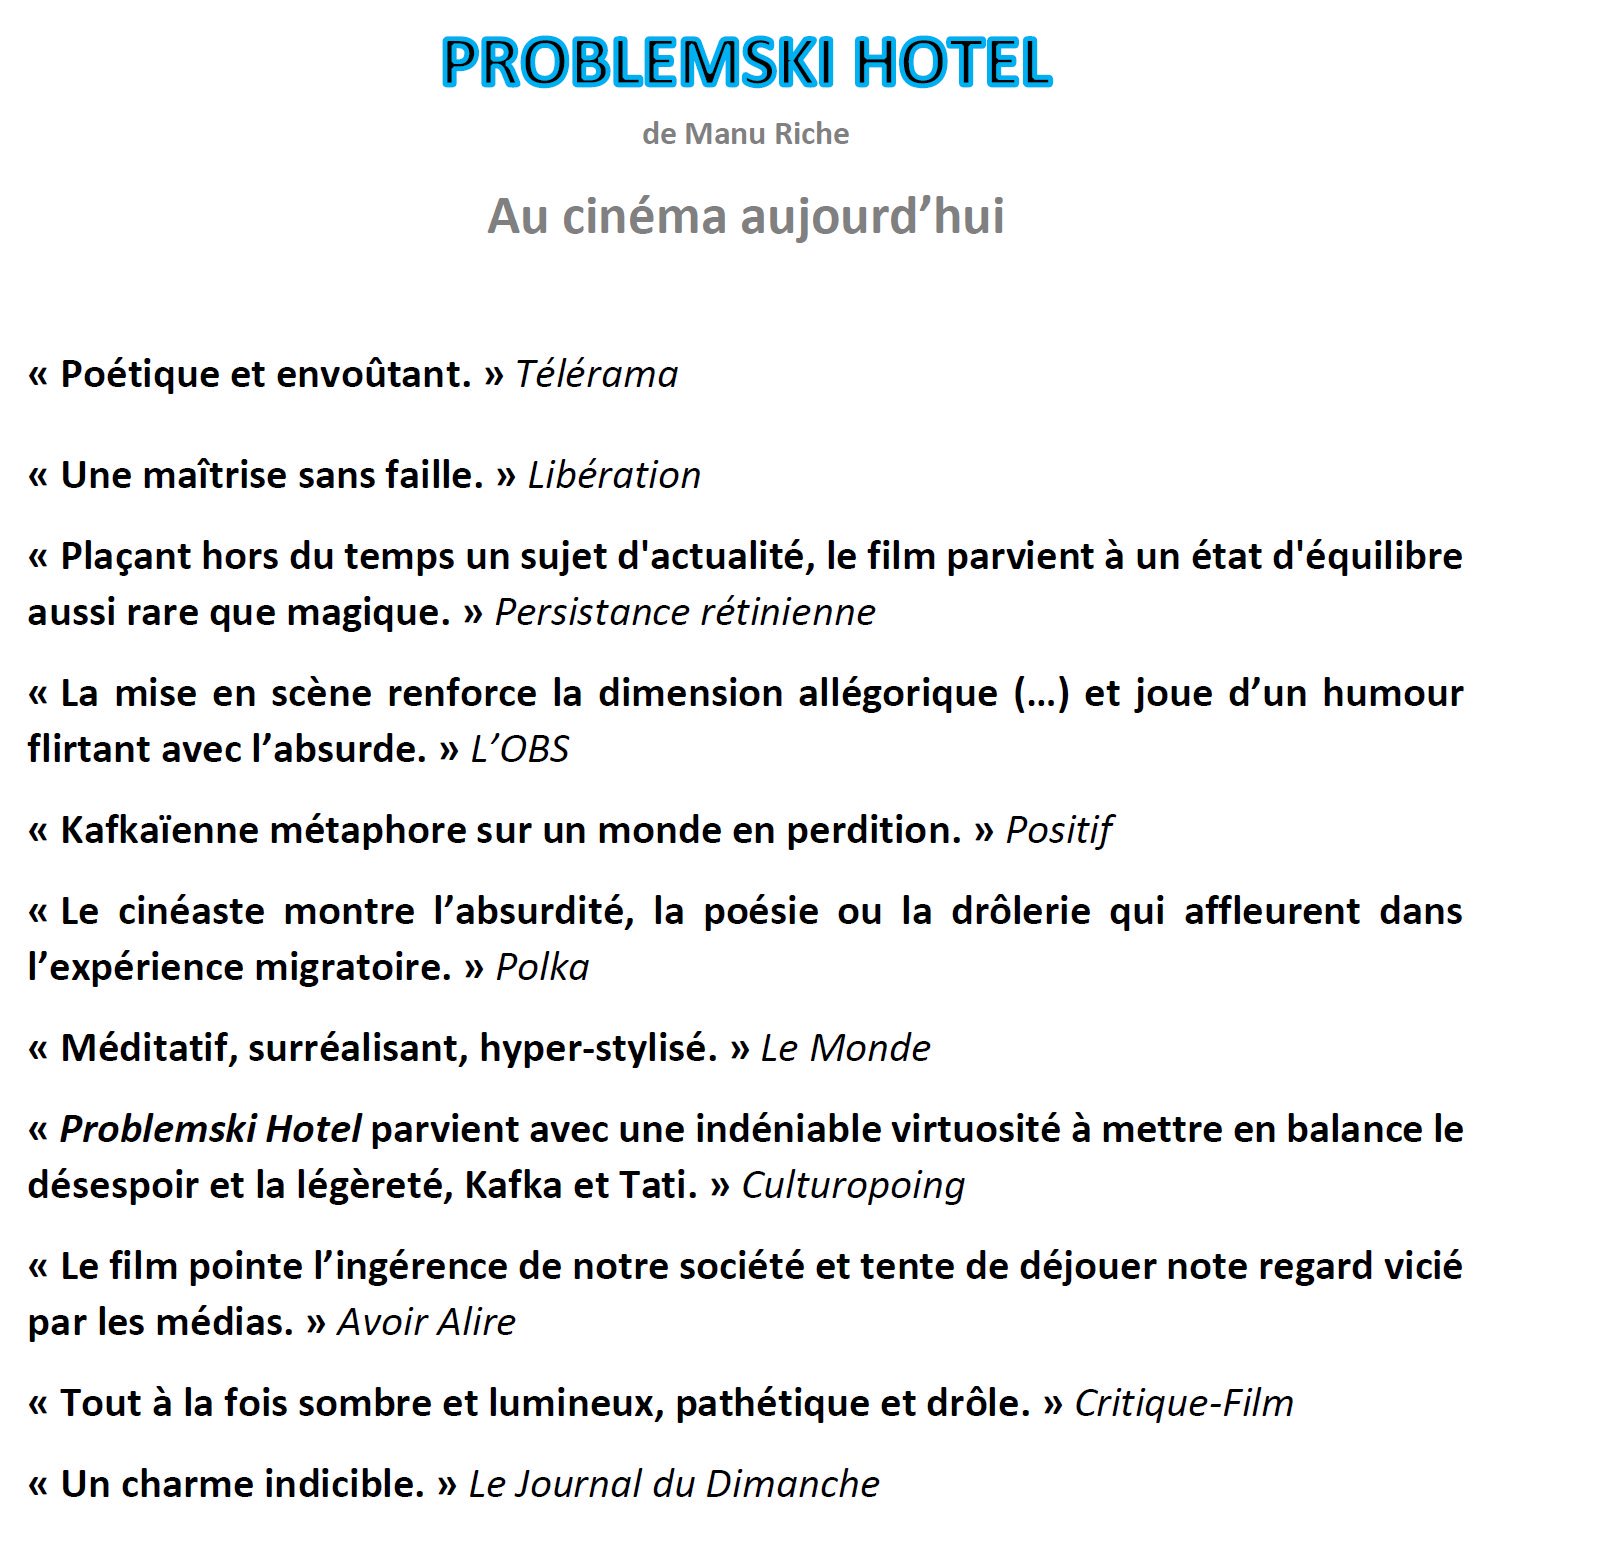 PROBLEMSKI HOTEL
de Manu Riche
Au cinéma aujourd’hui
« Poétique et envoûtant. » Télérama
« Une maîtrise sans faille. » Libération
« Plaçant hors du temps un sujet d'actualité, le film parvient à un état d'équilibre
aussi rare que magique. » Persistance rétinienne
« La mise en scène renforce la dimension allégorique (…) et joue d’un humour
flirtant avec l’absurde. » L’OBS
« Kafkaïenne métaphore sur un monde en perdition. » Positif
« Le cinéaste montre l’absurdité, la poésie ou la drôlerie qui affleurent dans
l’expérience migratoire. » Polka
« Méditatif, surréalisant, hyper-stylisé. » Le Monde
« Problemski Hotel parvient avec une indéniable virtuosité à mettre en balance le
désespoir et la légèreté, Kafka et Tati. » Culturopoing
« Le film pointe l’ingérence de notre société et tente de déjouer note regard vicié
par les médias. » Avoir Alire
« Tout à la fois sombre et lumineux, pathétique et drôle. » Critique-Film
« Un charme indicible. » Le Journal du Dimanche